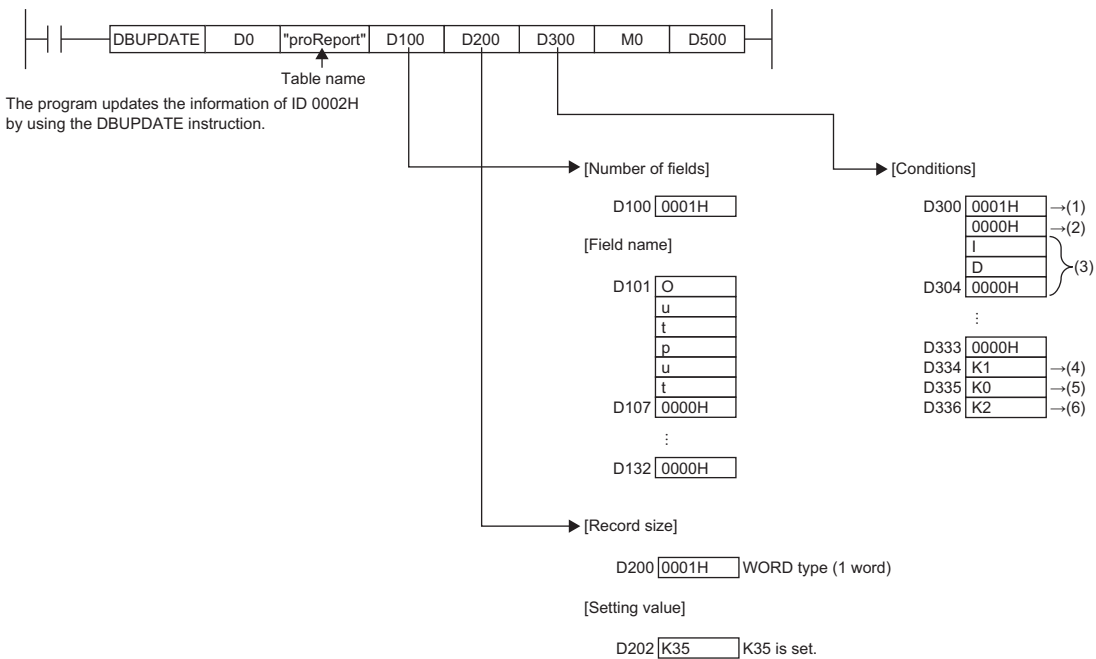 DBUPDATE D0 "proReport" D100 D200 D300 M0 D500
Table name
The program updates the information of ID 0002H
by using the DBUPDATE instruction.
[Number of fields]
D100 0001H
[Field name]
D101 O
u
t
p
u
t
D107 0000H
⋮
D132 0000H
[Record size]
D200 0001H WORD type (1 word)
[Setting value]
D202 K35 K35 is set.
[Conditions]
D300 0001H →(1)
0000H →(2)
I
D (3)
D304 0000H
⋮
D333 0000H
D334 K1 →(4)
D335 K0 →(5)
D336 K2 →(6)